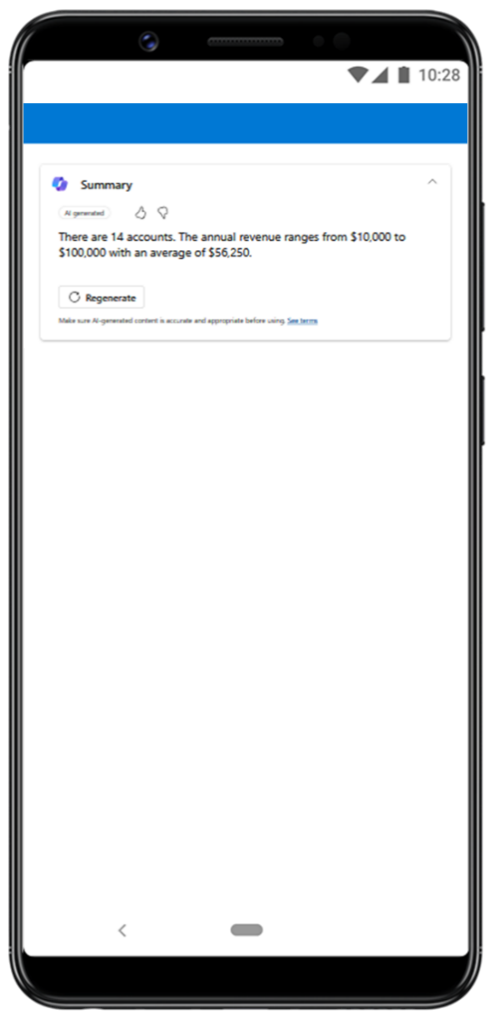 10:28
Summary
AI generated
There are 14 accounts. The annual revenue ranges from $10,000 to
$100,000 with an average of $56,250.
Regenerate
Make sure AI-generated content is accurate and appropriate before using. See terms